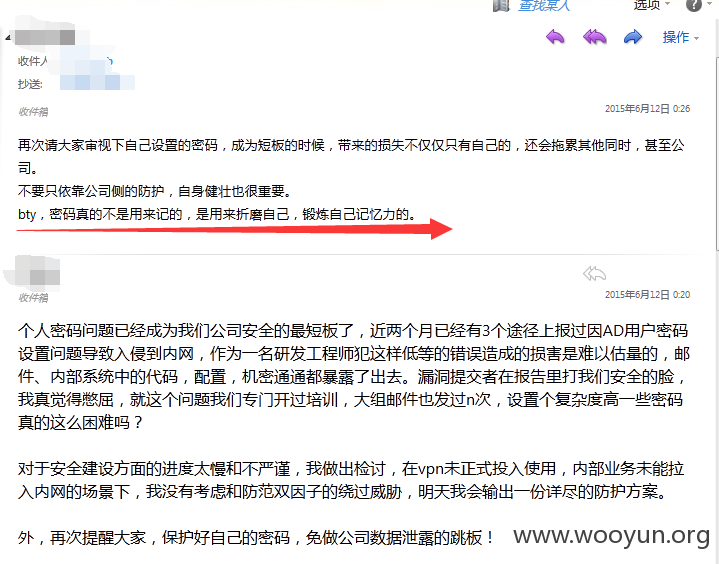 查找某人
选项
?
操作
收件人
抄送:
收件箱
2015年6月12日 0:26
再次请大家审视下自己设置的密码，成为短板的时候，带来的损失不仅仅只有自己的，还会拖累其他同时，甚至公
司。
不要只依靠公司侧的防护，自身健壮也很重要。
bty，密码真的不是用来记的，是用来折磨自己，锻炼自己记忆力的。
收件箱
2015年6月12日 0:20
个人密码问题已经成为我们公司安全的最短板了，近两个月已经有3个途径上报过因AD用户密码
设置问题导致入侵到内网，作为一名研发工程师犯这样低等的错误造成的损害是难以估量的，邮
件、内部系统中的代码，配置，机密通通都暴露了出去。漏洞提交者在报告里打我们安全的脸，
我真觉得憋屈，就这个问题我们专门开过培训，大组邮件也发过n次，设置个复杂度高一些密码
真的这么困难吗？
对于安全建设方面的进度太慢和不严谨，我做出检讨，在vpn未正式投入使用，内部业务未能拉
入内网的场景下，我没有考虑和防范双因子的绕过威胁，明天我会输出一份详尽的防护方案。
外，再次提醒大家，保护好自己的密码，免做公司数据泄露的跳板！
www.wooyun.org